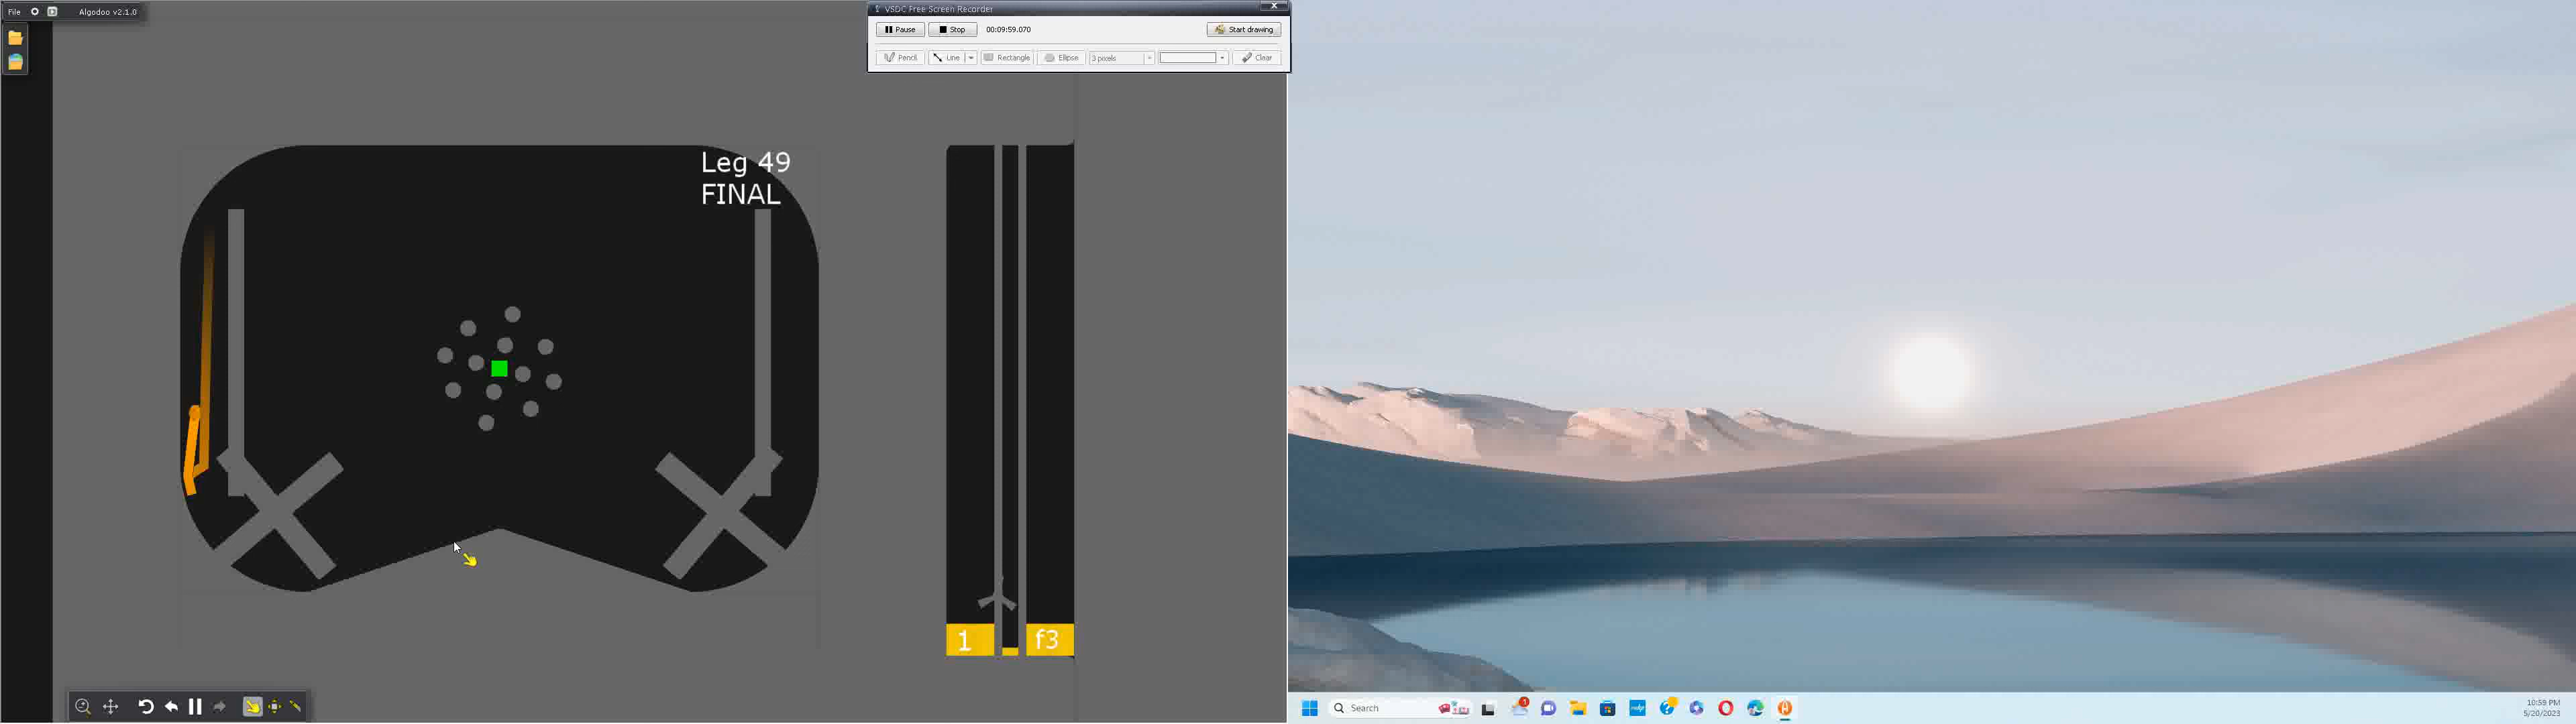 File
Algodoo v2.1.0
VSDC Free Screen Recorder
Pause
Stop
00:09:59.070
Start drawing
Pencil
Line
Rectangle
Ellipse
3 pixels
Clear
Leg 49
FINAL
1
f3
Search
10:59 PM
5/20/2023